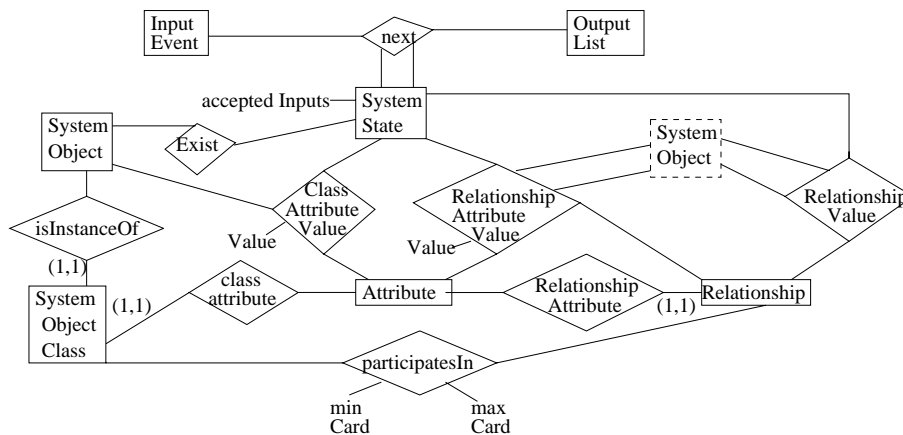 Input
Event
next
Output
List
accepted Inputs
System
State
System
Object
Exist
System
Object
Class
Attribute
Value
Relationship
Attribute
Value
Relationship
Value
isInstanceOf
Value
Value
(1,1)
class
attribute
Attribute
Relationship
Attribute
(1,1)
Relationship
(1,1)
System
Object
Class
participatesIn
min
Card
max
Card